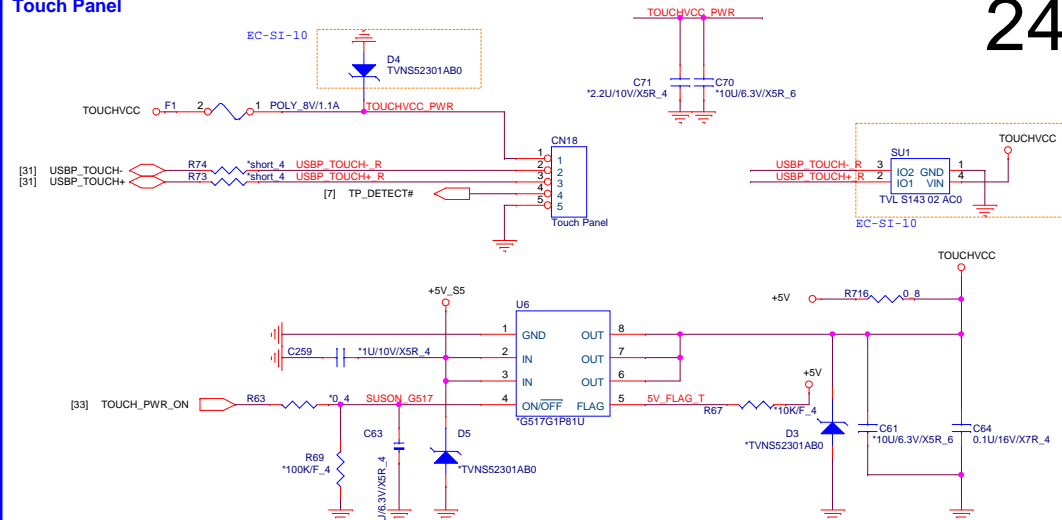 Touch Panel
24
EC-SI-10
D4
TVNS52301AB0
TOUCHVCC_PWR
C71
*2.2U/10V/X5R_4
C70
*10U/6.3V/X5R_6
TOUCHVCC
F1
2
1
POLY_8V/1.1A
TOUCHVCC_PWR
CN18
1 1
2 2
3 3
4 4
5 5
Touch Panel
[31] USBP_TOUCH- R74 *short_4 USBP_TOUCH-_R
[31] USBP_TOUCH+ R73 *short_4 USBP_TOUCH+_R
[7] TP_DETECT#
TOUCHVCC
SU1
USBP_TOUCH-_R 3 IO2 GND 1
USBP_TOUCH+_R 2 IO1 VIN 4
TVL S143 02 AC0
EC-SI-10
TOUCHVCC
+5V R716 0_8
+5V_S5
U6
1 GND OUT 8
2 IN OUT 7
3 IN OUT 6
4 ON/OFF FLAG 5
*G517G1P81U
C259 *1U/10V/X5R_4
[33] TOUCH_PWR_ON R63 *0_4 SUSON_G517
5V_FLAG_T R67 *10K/F_4
+5V
R69
*100K/F_4
C63
U/6.3V/X5R_4
D5
*TVNS52301AB0
D3
*TVNS52301AB0
C61
*10U/6.3V/X5R_6
C64
0.1U/16V/X7R_4